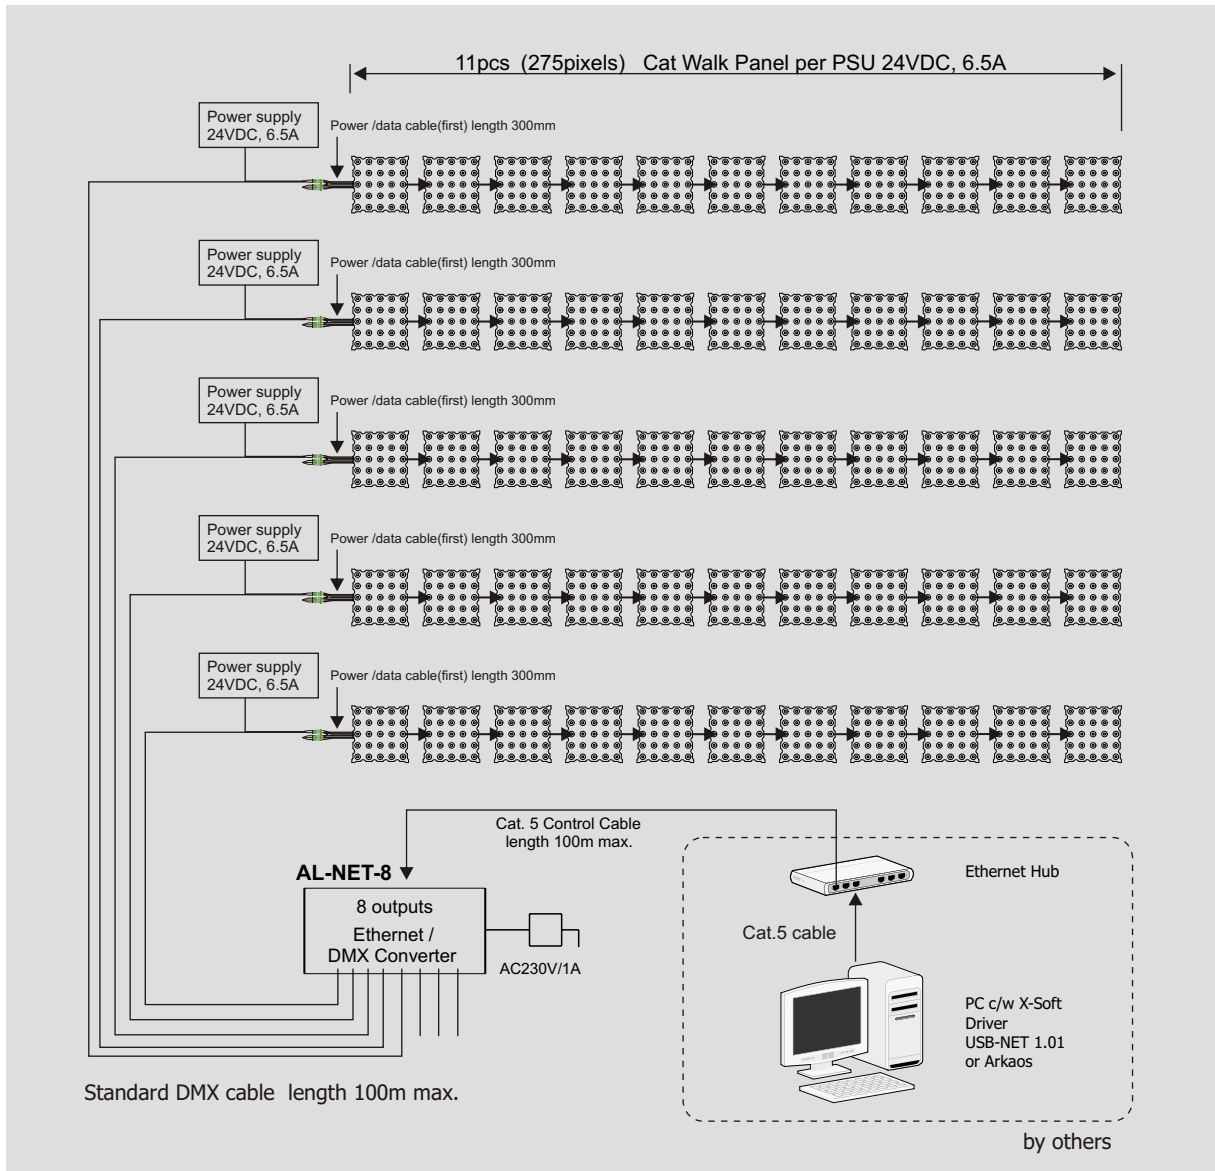 11pcs (275pixels) Cat Walk Panel per PSU 24VDC, 6.5A
Power supply
24VDC, 6.5A
Power /data cable(first) length 300mm
Power supply
24VDC, 6.5A
Power /data cable(first) length 300mm
Power supply
24VDC, 6.5A
Power /data cable(first) length 300mm
Power supply
24VDC, 6.5A
Power /data cable(first) length 300mm
Power supply
24VDC, 6.5A
Power /data cable(first) length 300mm
Cat. 5 Control Cable
length 100m max.
AL-NET-8
8 outputs
Ethernet /
DMX Converter
AC230V/1A
Ethernet Hub
Cat.5 cable
PC c/w X-Soft
Driver
USB-NET 1.01
or Arkaos
Standard DMX cable length 100m max.
by others